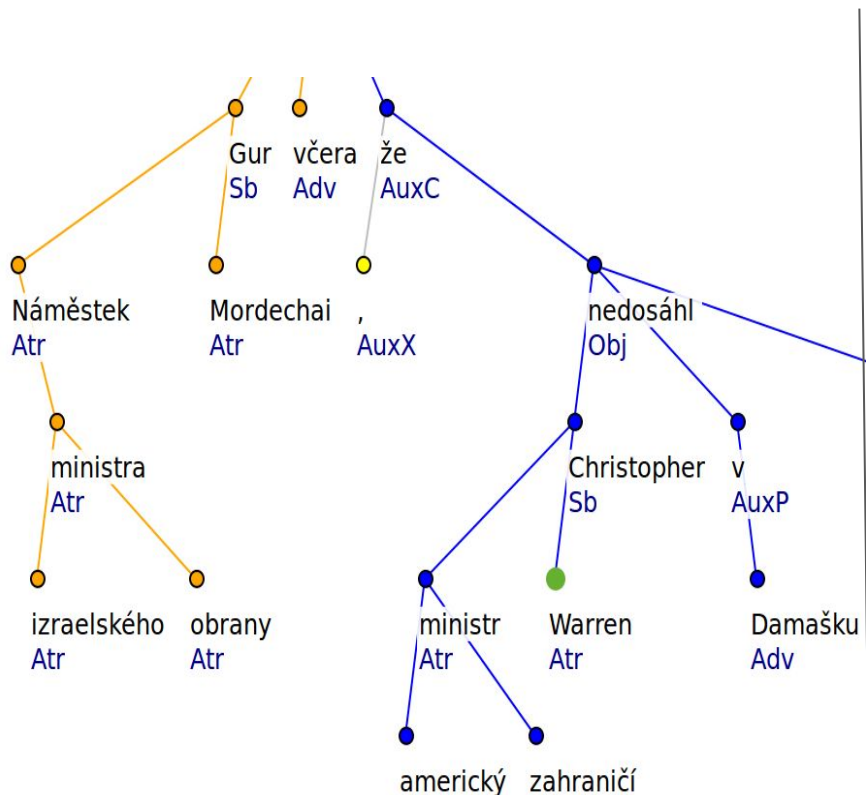 Gur včera že
Sb Adv AuxC
Náměstek Mordechai , nedosáhl
Atr Atr AuxX Obj
ministra Christopher v
Atr Sb AuxP
izraelského obrany ministr Warren Damašku
Atr Atr Atr Atr Adv
americký zahraničí